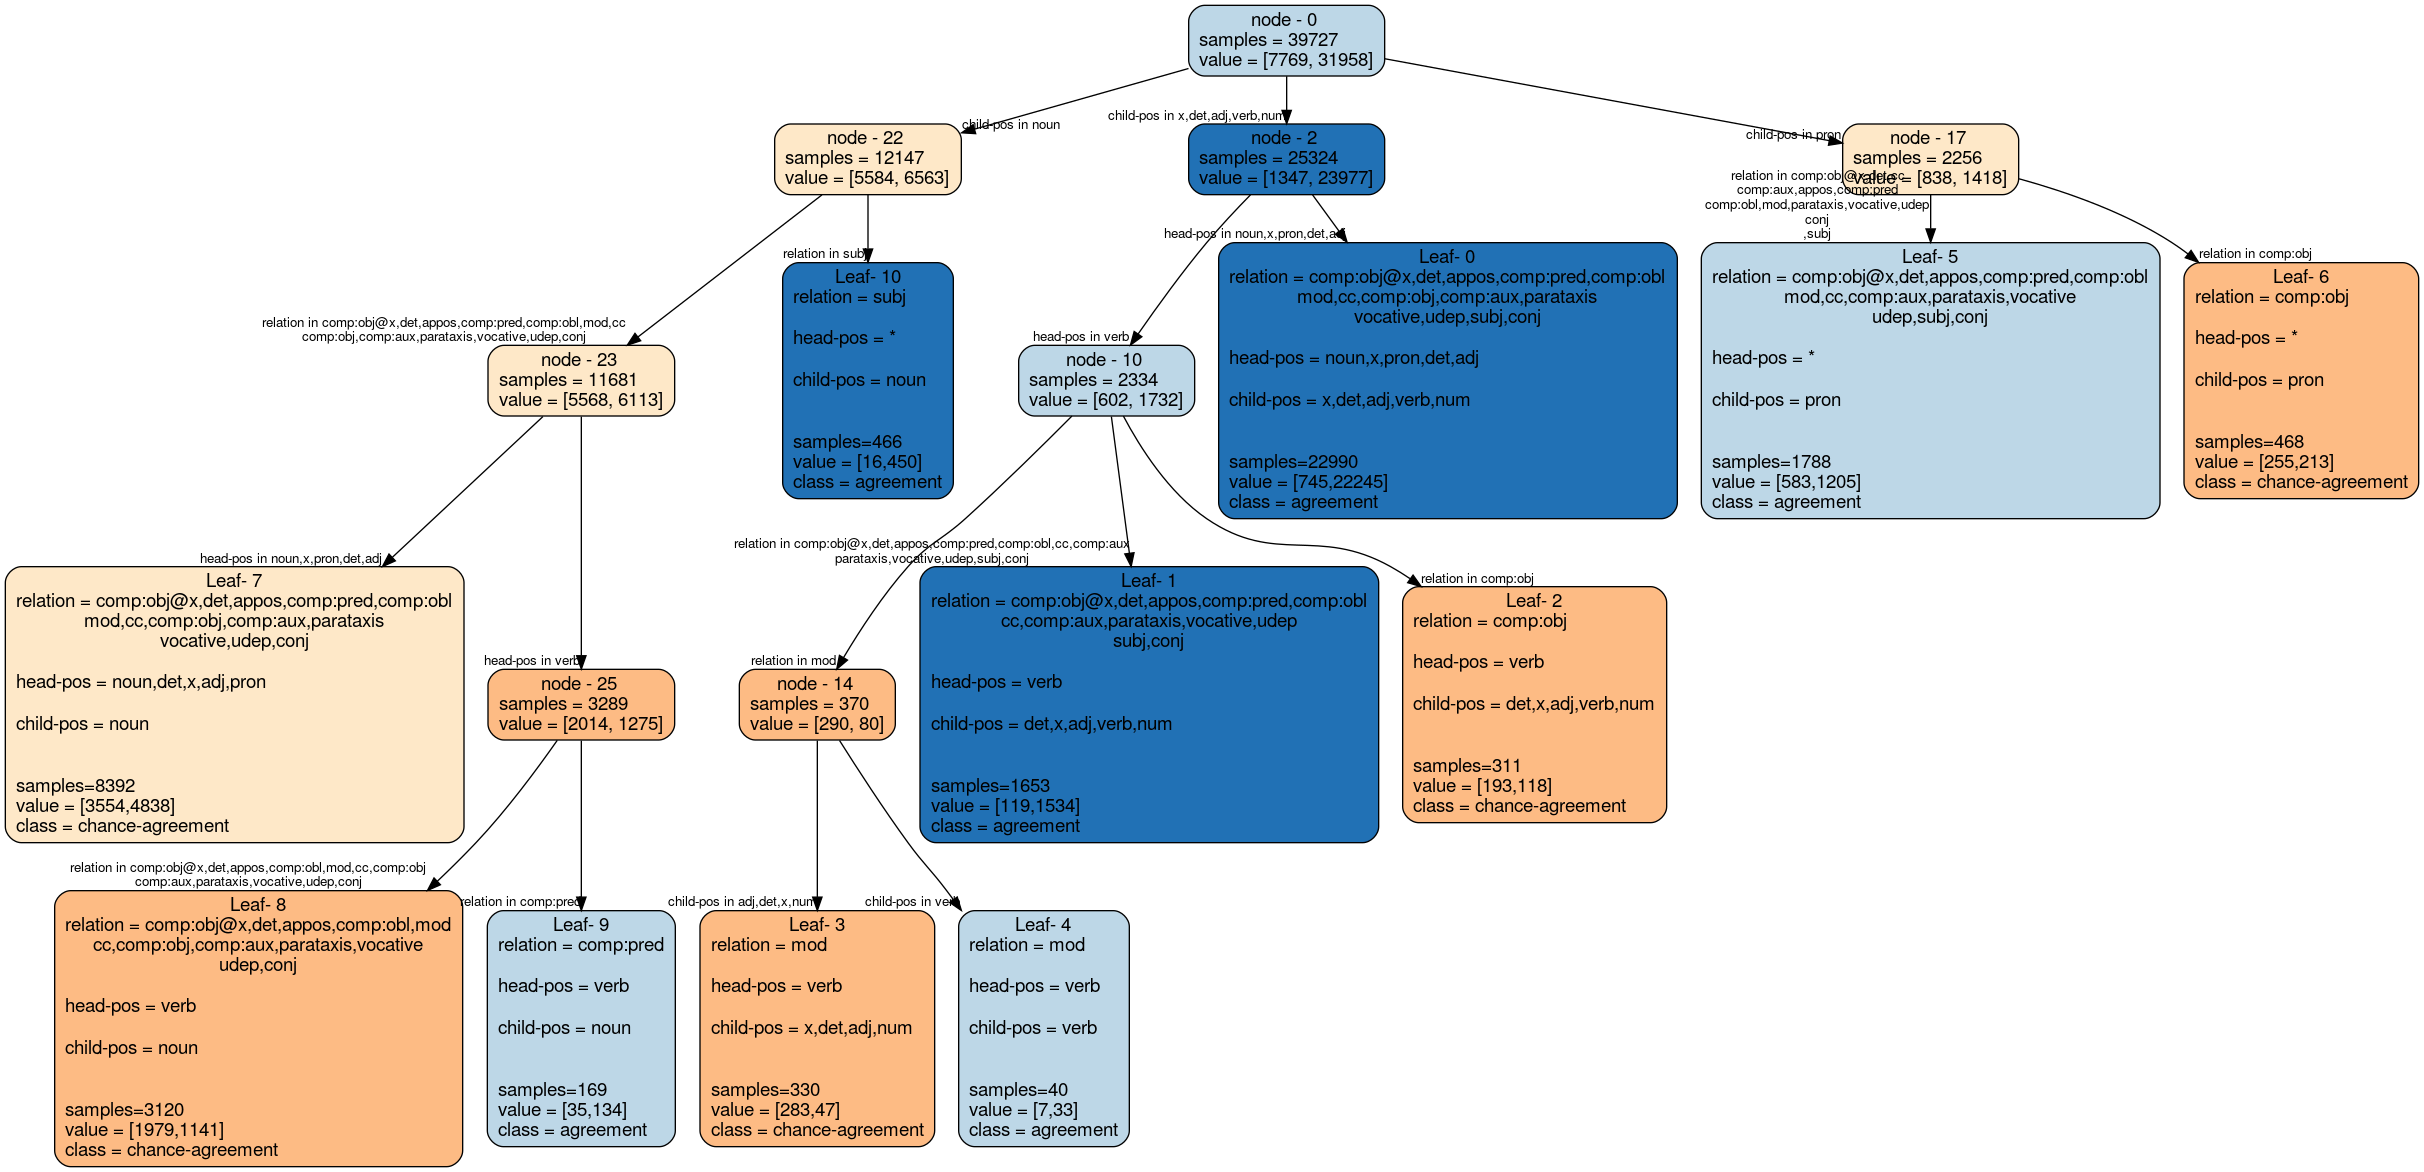 node - 0
samples = 39727
value = [7769, 31958]
child-pos in noun
child-pos in x,det,adj,verb,num
child-pos in pron
node - 22
samples = 12147
value = [5584, 6563]
node - 2
samples = 25324
value = [1347, 23977]
node - 17
samples = 2256
value = [838, 1418]
relation in comp:obj@x,det,cc
comp:aux,appos,comp:pred
comp:obl,mod,parataxis,vocative,udep
conj
,subj
relation in subj
head-pos in noun,x,pron,det,adj
relation in comp:obj
Leaf- 10
relation = subj
head-pos = *
child-pos = noun
samples=466
value = [16,450]
class = agreement
Leaf- 0
relation = comp:obj@x,det,appos,comp:pred,comp:obl
mod,cc,comp:obj,comp:aux,parataxis
vocative,udep,subj,conj
head-pos = noun,x,pron,det,adj
child-pos = x,det,adj,verb,num
samples=22990
value = [745,22245]
class = agreement
Leaf- 5
relation = comp:obj@x,det,appos,comp:pred,comp:obl
mod,cc,comp:aux,parataxis,vocative
udep,subj,conj
head-pos = *
child-pos = pron
samples=1788
value = [583,1205]
class = agreement
Leaf- 6
relation = comp:obj
head-pos = *
child-pos = pron
samples=468
value = [255,213]
class = chance-agreement
relation in comp:obj@x,det,appos,comp:pred,comp:obl,mod,cc
comp:obj,comp:aux,parataxis,vocative,udep,conj
head-pos in verb
node - 23
samples = 11681
value = [5568, 6113]
node - 10
samples = 2334
value = [602, 1732]
head-pos in noun,x,pron,det,adj
relation in comp:obj@x,det,appos,comp:pred,comp:obl,cc,comp:aux
parataxis,vocative,udep,subj,conj
relation in comp:obj
Leaf- 7
relation = comp:obj@x,det,appos,comp:pred,comp:obl
mod,cc,comp:obj,comp:aux,parataxis
vocative,udep,conj
head-pos = noun,det,x,adj,pron
child-pos = noun
samples=8392
value = [3554,4838]
class = chance-agreement
head-pos in verb
node - 25
samples = 3289
value = [2014, 1275]
relation in mod
node - 14
samples = 370
value = [290, 80]
Leaf- 1
relation = comp:obj@x,det,appos,comp:pred,comp:obl
cc,comp:aux,parataxis,vocative,udep
subj,conj
head-pos = verb
child-pos = det,x,adj,verb,num
samples=1653
value = [119,1534]
class = agreement
Leaf- 2
relation = comp:obj
head-pos = verb
child-pos = det,x,adj,verb,num
samples=311
value = [193,118]
class = chance-agreement
relation in comp:obj@x,det,appos,comp:obl,mod,cc,comp:obj
comp:aux,parataxis,vocative,udep,conj
relation in comp:pred
child-pos in adj,det,x,num
child-pos in verb
Leaf- 8
relation = comp:obj@x,det,appos,comp:obl,mod
cc,comp:obj,comp:aux,parataxis,vocative
udep,conj
head-pos = verb
child-pos = noun
samples=3120
value = [1979,1141]
class = chance-agreement
Leaf- 9
relation = comp:pred
head-pos = verb
child-pos = noun
samples=169
value = [35,134]
class = agreement
Leaf- 3
relation = mod
head-pos = verb
child-pos = x,det,adj,num
samples=330
value = [283,47]
class = chance-agreement
Leaf- 4
relation = mod
head-pos = verb
child-pos = verb
samples=40
value = [7,33]
class = agreement